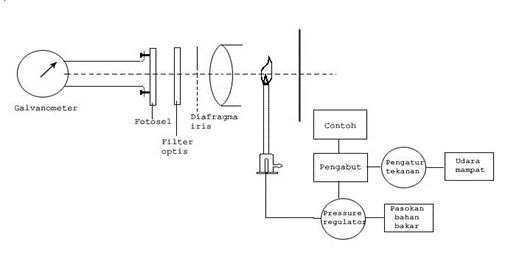 Galvanometer
Fotosel
Filter
optis
Diafragma
iris
Contoh
Pengabut
Pengatur
tekanan
Udara
mampat
Pressure
regulator
Pasokan
bahan
bakar